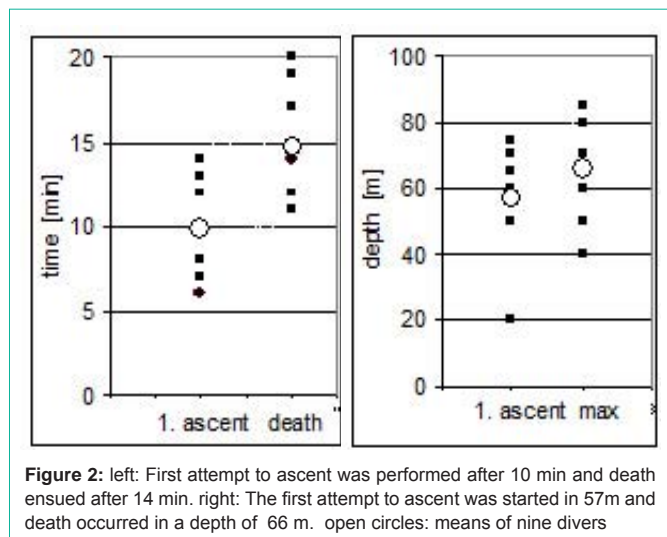 20
15
10
5
0
time [min]
1. ascent death
100
80
60
40
20
0
depth [m]
1. ascent max
Figure 2: left: First attempt to ascent was performed after 10 min and death
ensued after 14 min. right: The first attempt to ascent was started in 57m and
death occurred in a depth of 66 m. open circles: means of nine divers